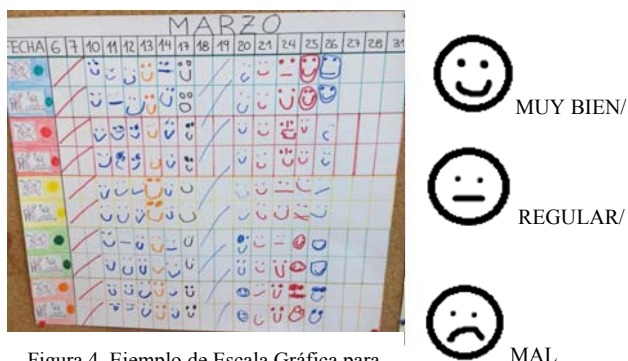 MARZO
FECHA 6 7 10 11 12 13 14 17 18 19 20 21 24 25 26 27 28 31
MUY BIEN/
REGULAR/
MAL
Figura 4. Ejemplo de Escala Gráfica para